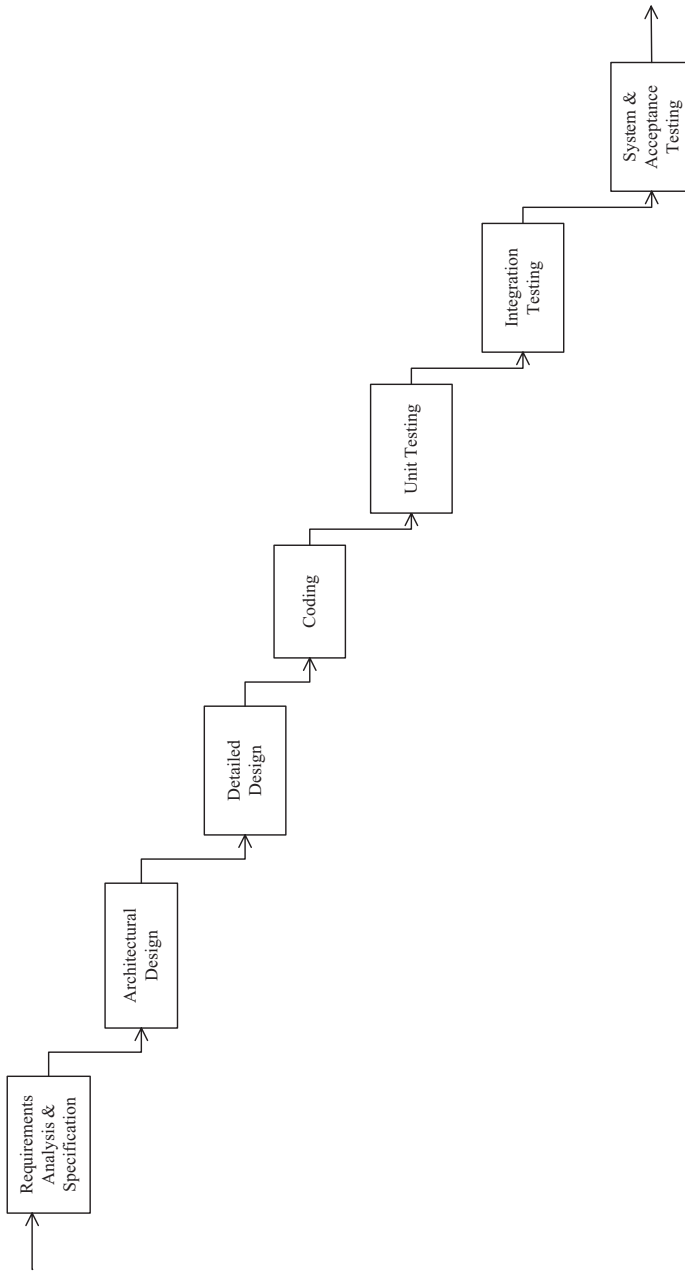 Requirements
Analysis &
Specification
Architectural
Design
Detailed
Design
Coding
Unit Testing
Integration
Testing
System &
Acceptance
Testing